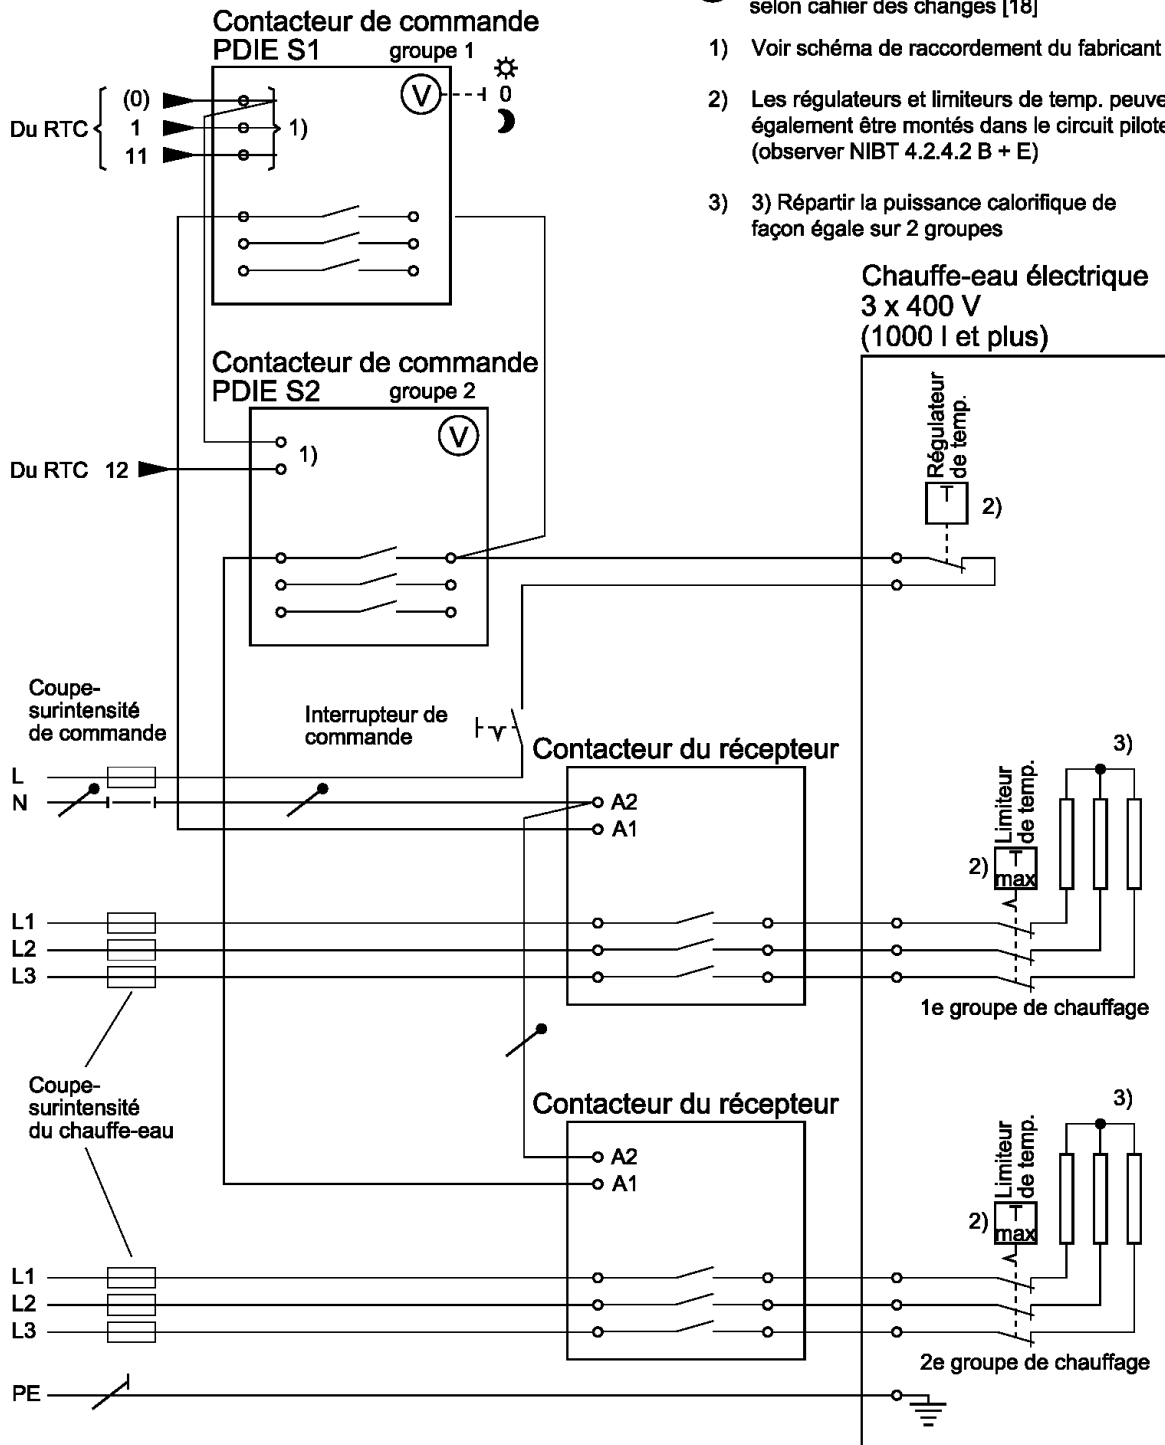 selon cahier des changes [18]
Contacteur de commande
PDIE S1 groupe 1
1) Voir schéma de raccordement du fabricant
V 0
(0)
Du RTC 1 1)
11
2) Les régulateurs et limiteurs de temp. peuve
également être montés dans le circuit pilote
(observer NIBT 4.2.4.2 B + E)
3) 3) Répartir la puissance calorifique de
façon égale sur 2 groupes
Chauffe-eau électrique
3 x 400 V
(1000 l et plus)
Contacteur de commande
PDIE S2 groupe 2
V
1)
Du RTC 12
Régulateur
de temp.
2)
Coupe-
surintensité
de commande
Interrupteur de
commande
Contacteur du récepteur
L
N
A2
A1
3)
Limiteur
de temp.
2) max
L1
L2
L3
1e groupe de chauffage
Coupe-
surintensité
du chauffe-eau
Contacteur du récepteur
A2
A1
3)
Limiteur
de temp.
2) max
L1
L2
L3
2e groupe de chauffage
PE